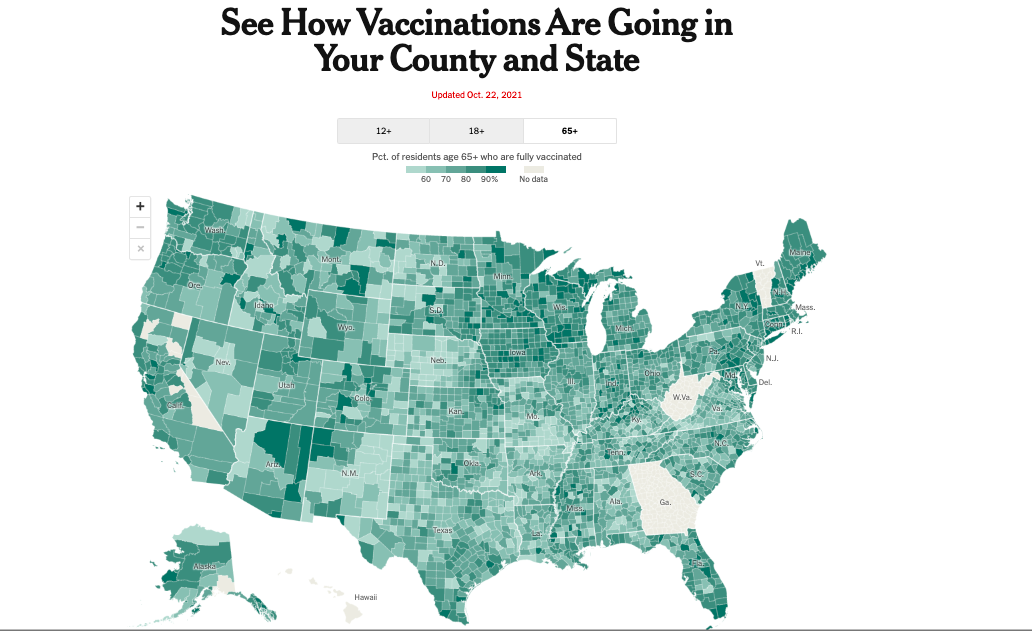 See How Vaccinations Are Going in
Your County and State
Updated Oct. 22, 2021
12+ 18+ 65+
Pct. of residents age 65+ who are fully vaccinated
60 70 80 90% No data
+
−
×
Wash.
Mont.
N.D.
Minn.
Vt.
Maine
Ore.
Idaho
Wyo.
S.D.
Wis.
Mich.
N.Y.
N.H.
Mass.
Conn.
R.I.
Nev.
Utah
Colo.
Neb.
Iowa
Ill.
Ind.
Ohio
Pa.
N.J.
Md.
Del.
Calif.
Kan.
Mo.
Ky.
W.Va.
Va.
Ariz.
N.M.
Okla.
Ark.
Tenn.
N.C.
S.C.
Texas
La.
Miss.
Ala.
Ga.
Fla.
Alaska
Hawaii